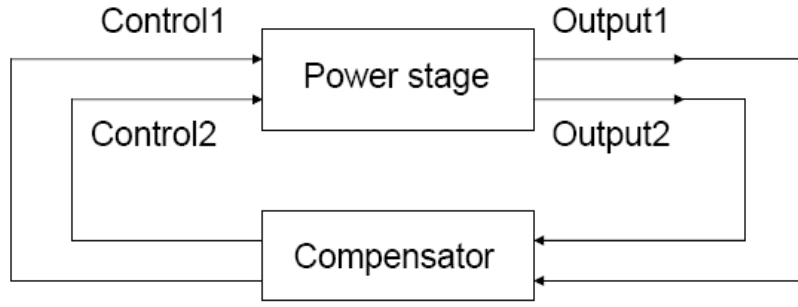 Control1
Output1
Power stage
Control2
Output2
Compensator